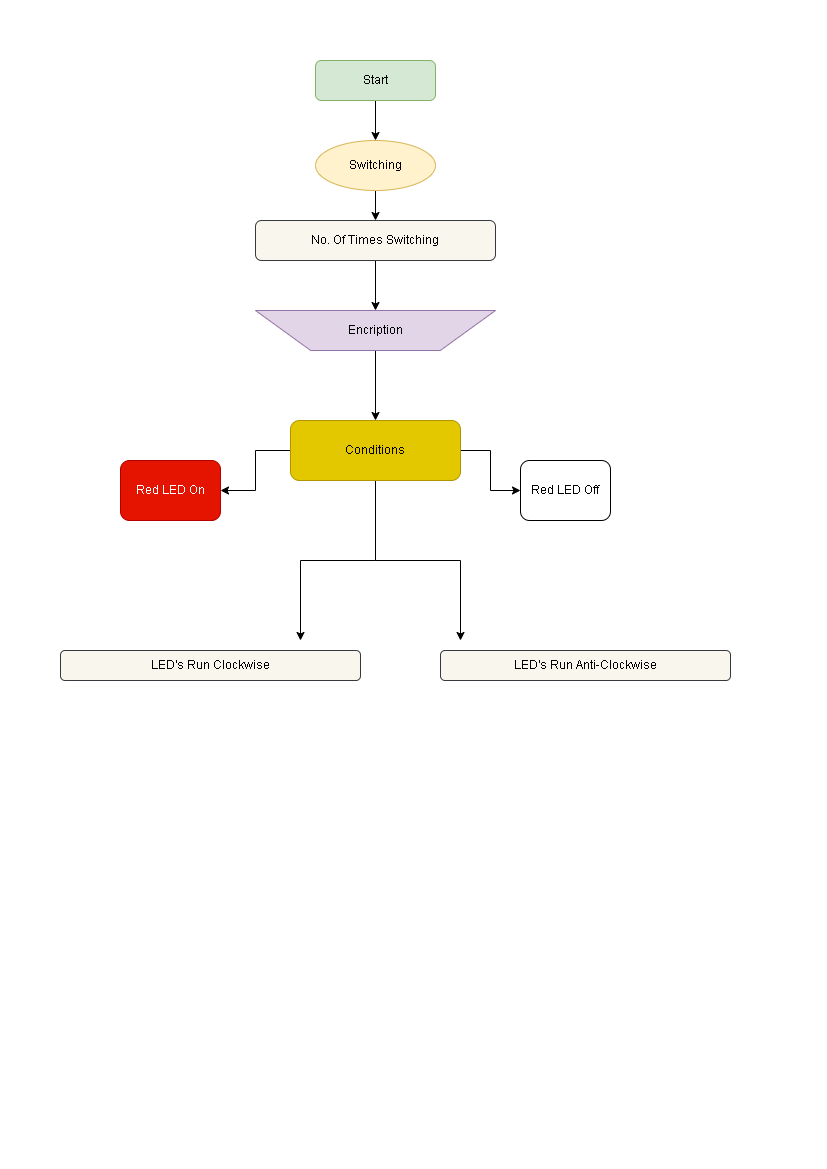 Start
Switching
No. Of Times Switching
Encription
Conditions
Red LED On
Red LED Off
LED's Run Clockwise
LED's Run Anti-Clockwise